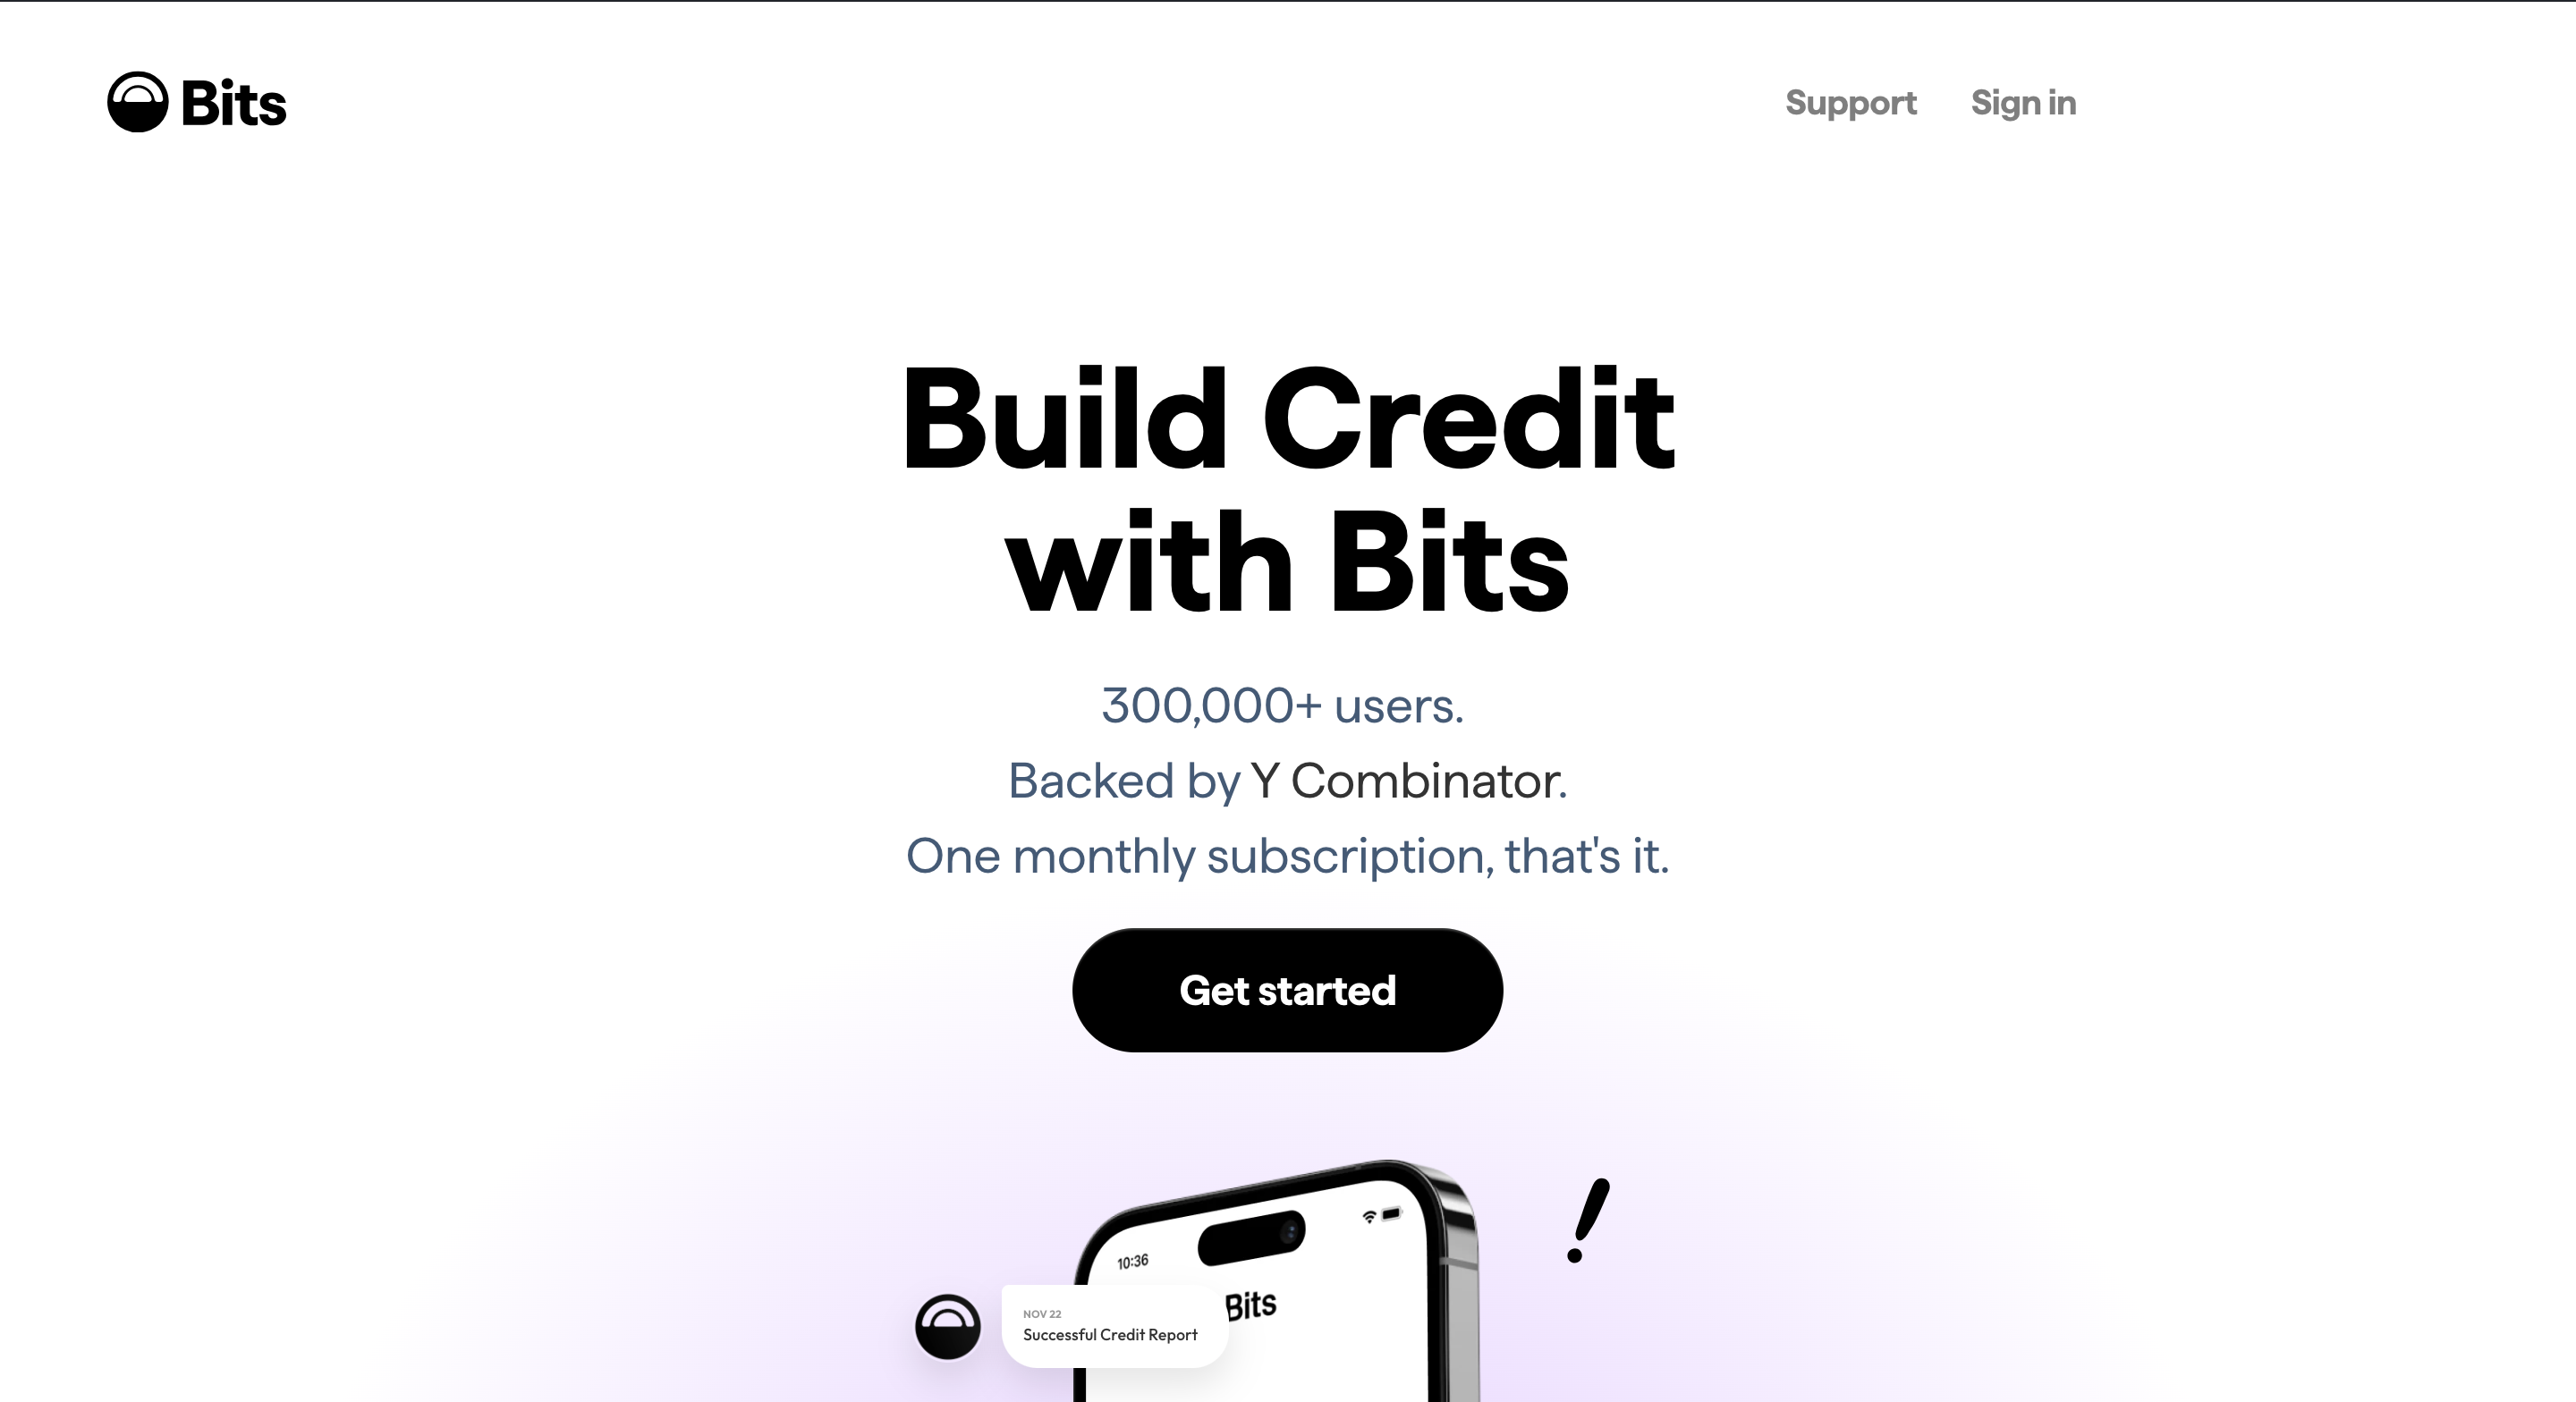 Bits
Support Sign in
Build Credit
with Bits
300,000+ users.
Backed by Y Combinator.
One monthly subscription, that's it.
Get started
!
10:36
Bits
NOV 22
Successful Credit Report